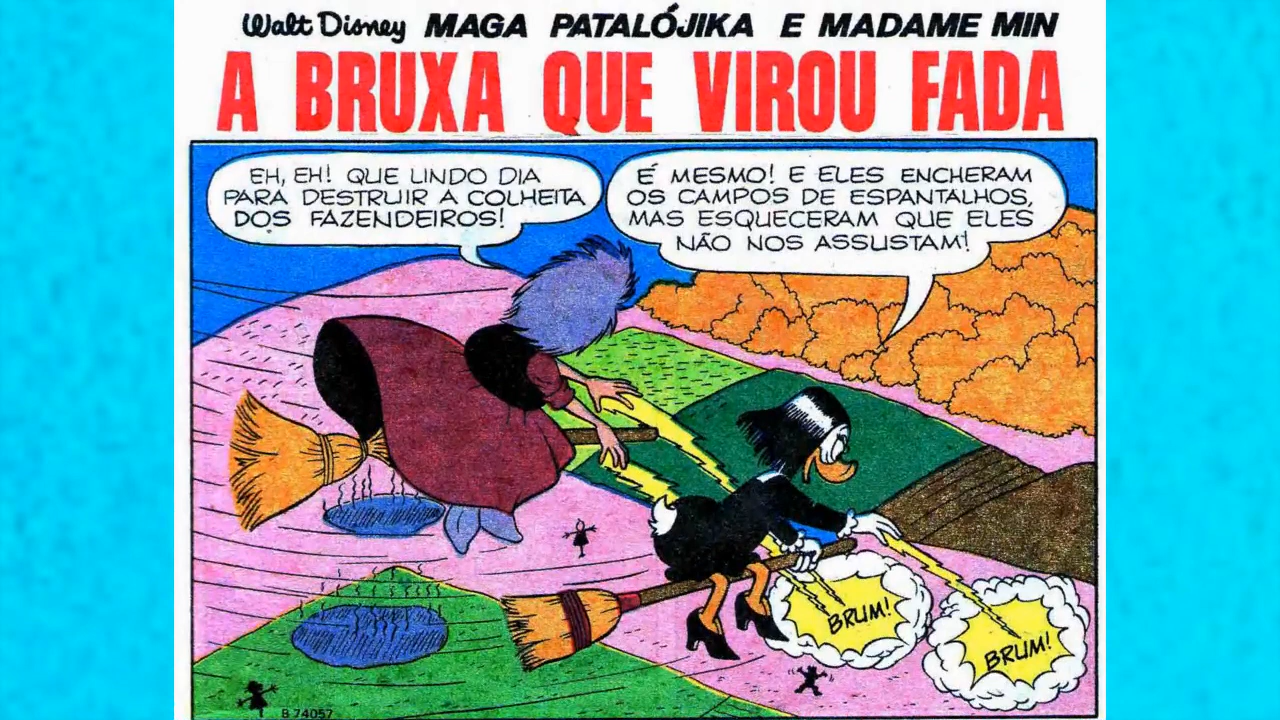 Walt Disney MAGA PATALÓJIKA E MADAME MIN
A BRUXA QUE VIROU FADA
EH, EH! QUE LINDO DIA
PARA DESTRUIR A COLHEITA
DOS FAZENDEIROS!
É MESMO! E ELES ENCHERAM
OS CAMPOS DE ESPANTALHOS,
MAS ESQUECERAM QUE ELES
NÃO NOS ASSUSTAM!
BRUM!
BRUM!
B 74057